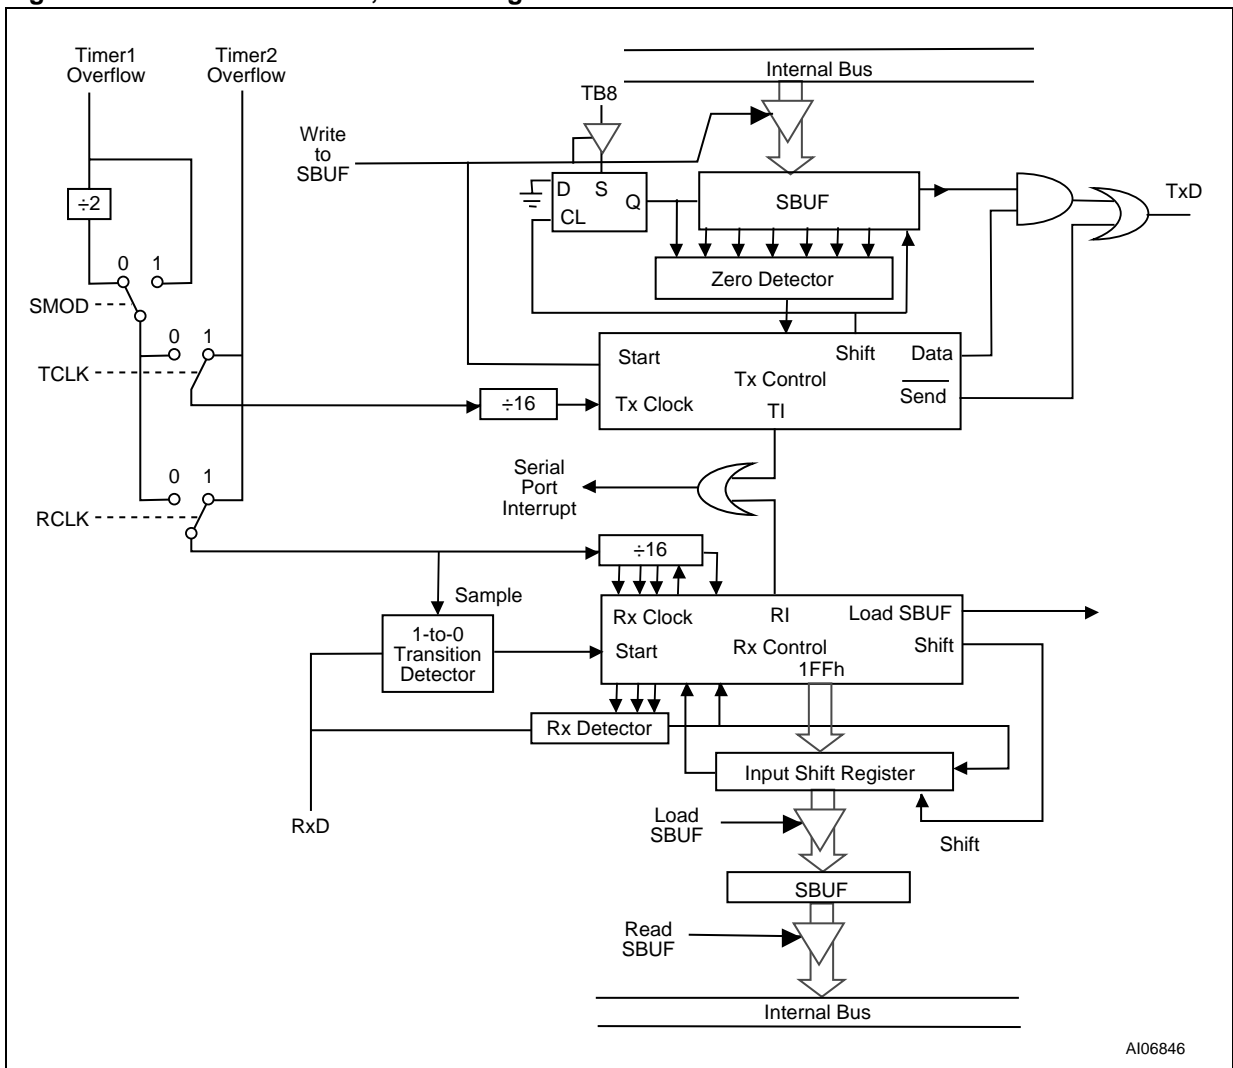 Timer1
Overflow
Timer2
Overflow
Internal Bus
TB8
Write
to
SBUF
D S
Q
CL
SBUF
TxD
÷2
Zero Detector
0 1
SMOD
0 1
TCLK
Start
Shift
Data
Tx Control
Send
÷16
Tx Clock
TI
Serial
Port
Interrupt
0 1
RCLK
÷16
Sample
Rx Clock
RI
Load SBUF
1-to-0
Transition
Detector
Start
Rx Control
Shift
1FFh
Rx Detector
Input Shift Register
RxD
Load
SBUF
Shift
SBUF
Read
SBUF
Internal Bus
AI06846